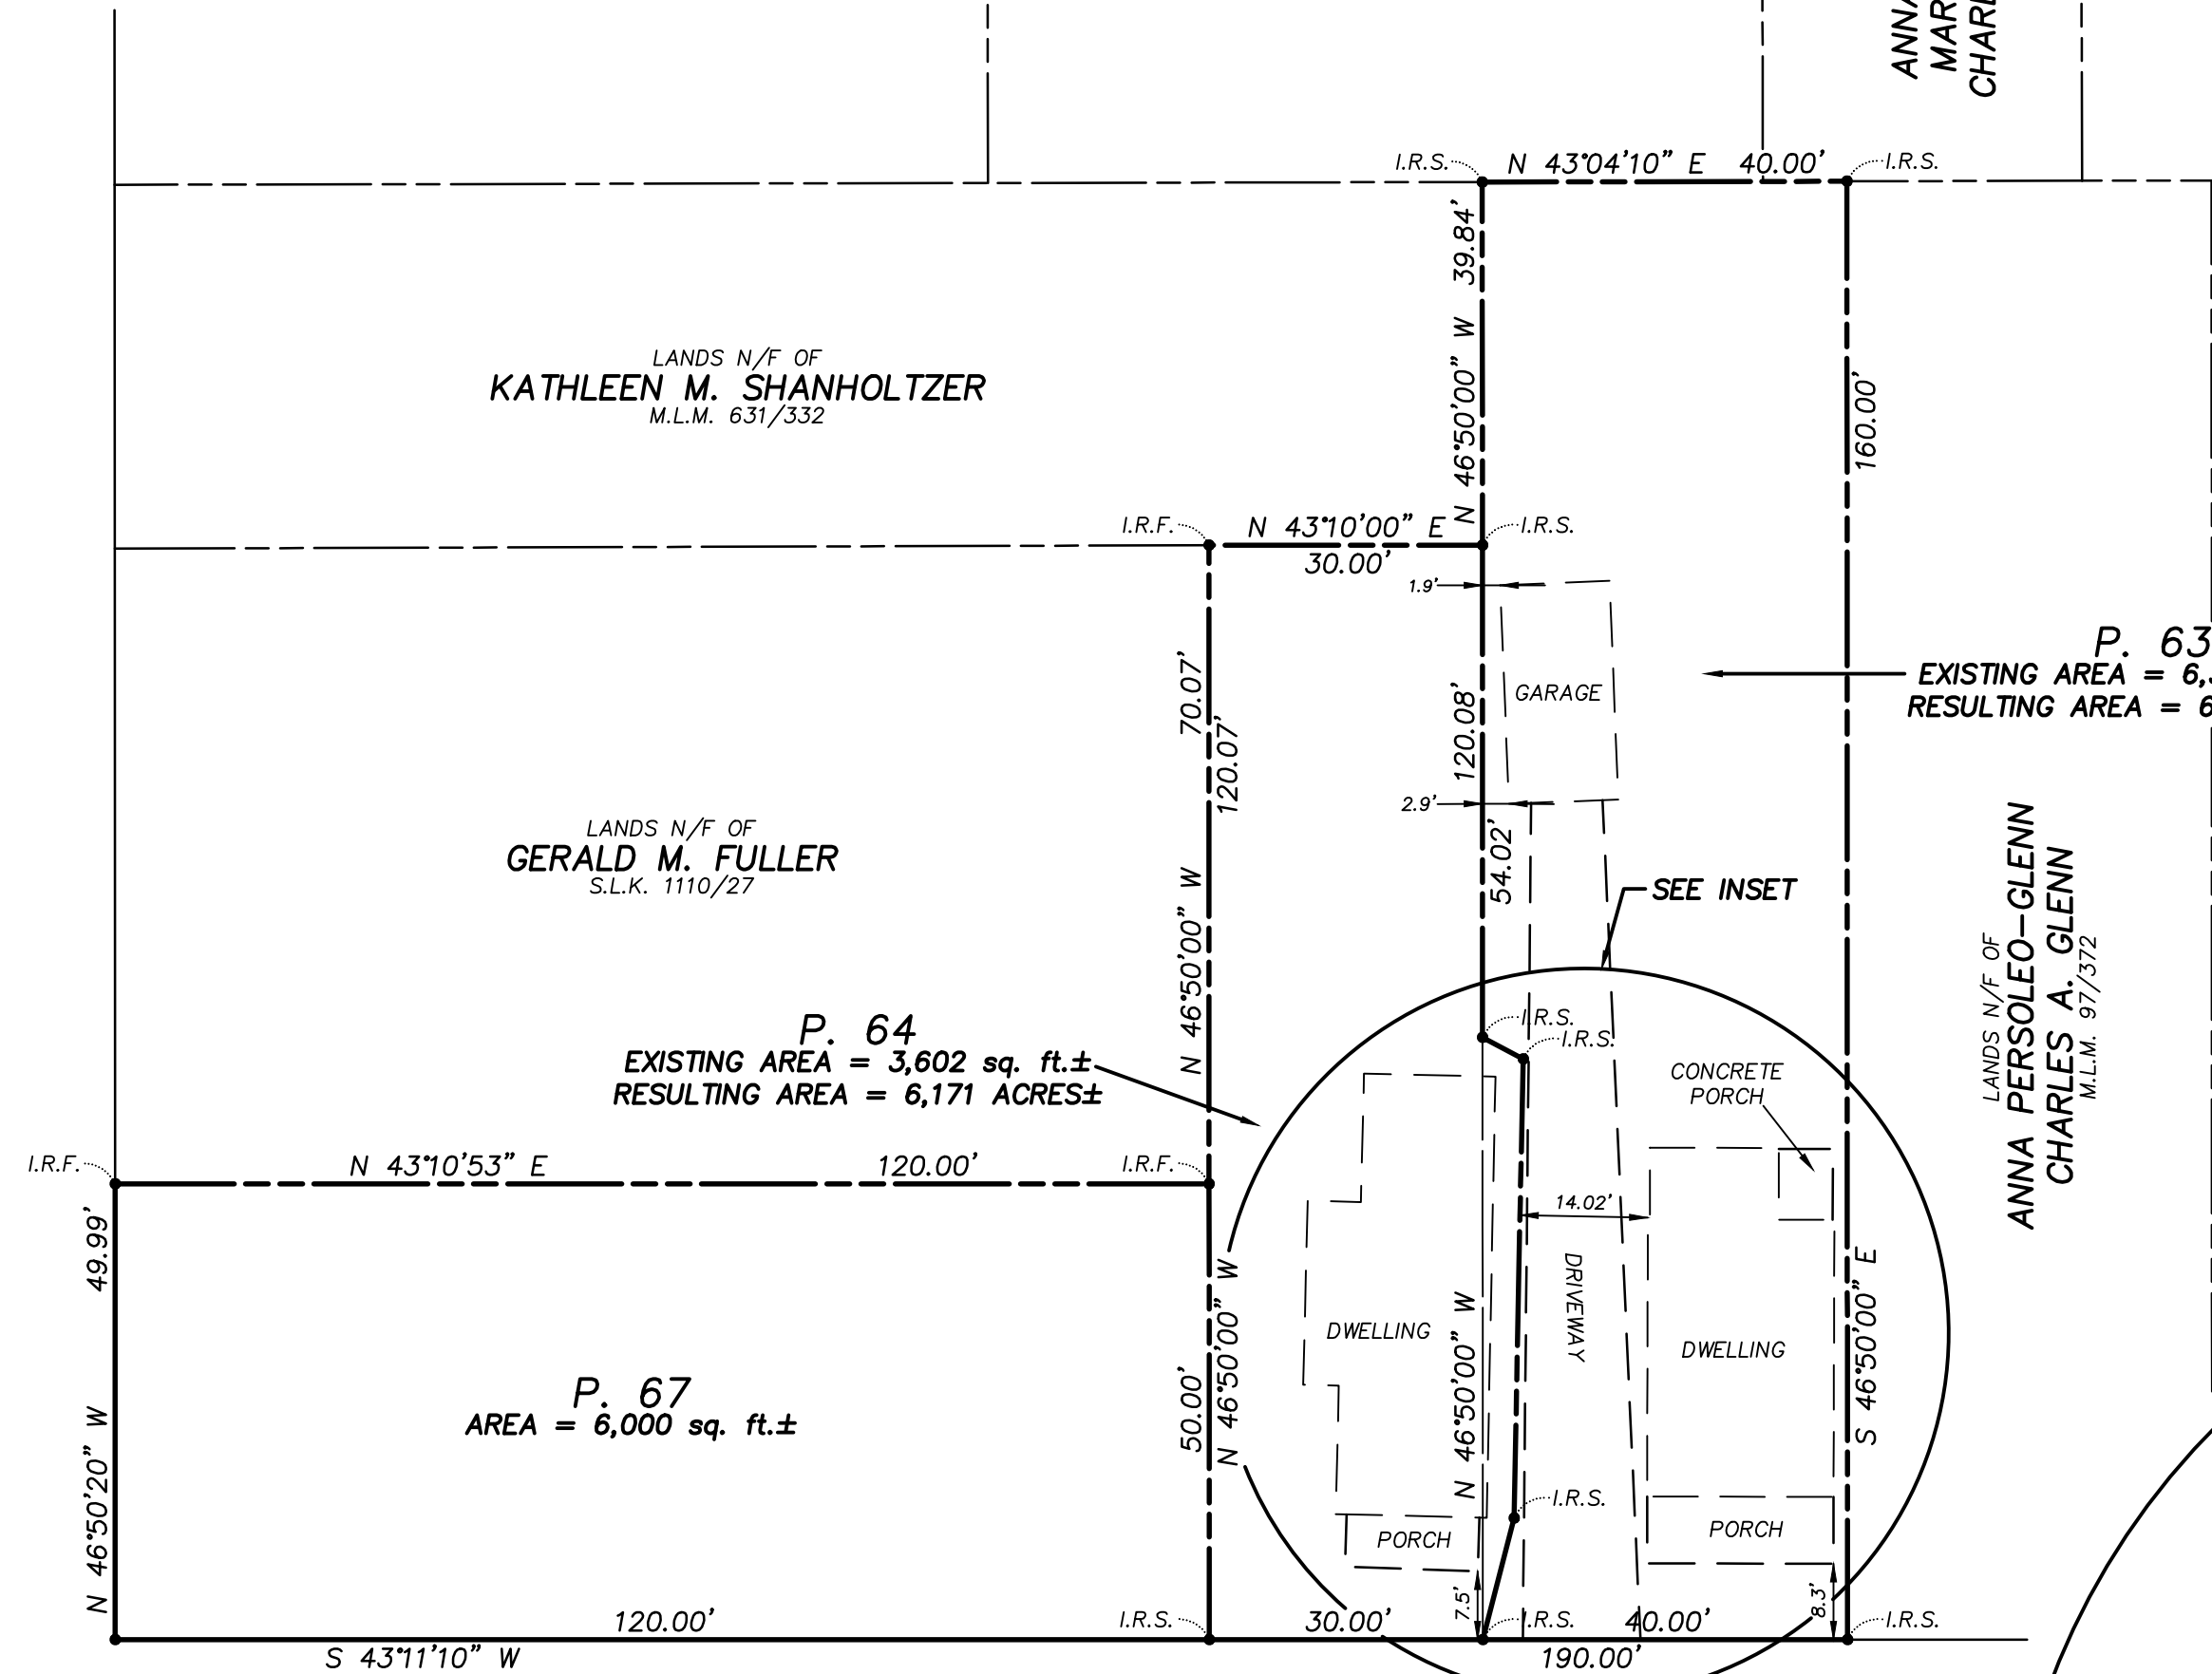 ANNA
MAR
CHARL
I.R.S.
N 43°04'10" E 40.00'
I.R.S.
N 46°50'00" W 39.84'
160.00'
LANDS N/F OF
KATHLEEN M. SHANHOLTZER
M.L.M. 631/332
I.R.F.
N 43°10'00" E
30.00'
I.R.S.
1.9'
GARAGE
2.9'
P. 63
EXISTING AREA = 6,
RESULTING AREA = 6
70.07'
120.07'
120.08'
54.02'
LANDS N/F OF
GERALD M. FULLER
S.L.K. 1110/27
SEE INSET
N 46°50'00" W
P. 64
EXISTING AREA = 3,602 sq. ft.±
RESULTING AREA = 6,171 ACRES±
I.R.S.
I.R.S.
CONCRETE
PORCH
LANDS N/F OF
ANNA PERSOLEO-GLENN
CHARLES A. GLENN
M.L.M. 97/372
I.R.F.
N 43°10'53" E 120.00'
I.R.F.
14.02'
DRIVEWAY
DWELLING
DWELLING
N 46°50'20" W 49.99'
P. 67
AREA = 6,000 sq. ft.±
50.00'
N 46°50'00" W
N 46°50'00" W
S 46°50'00" E
I.R.S.
PORCH
PORCH
7.5'
8.3'
120.00'
I.R.S.
30.00'
I.R.S.
40.00'
I.R.S.
S 43°11'10" W
190.00'